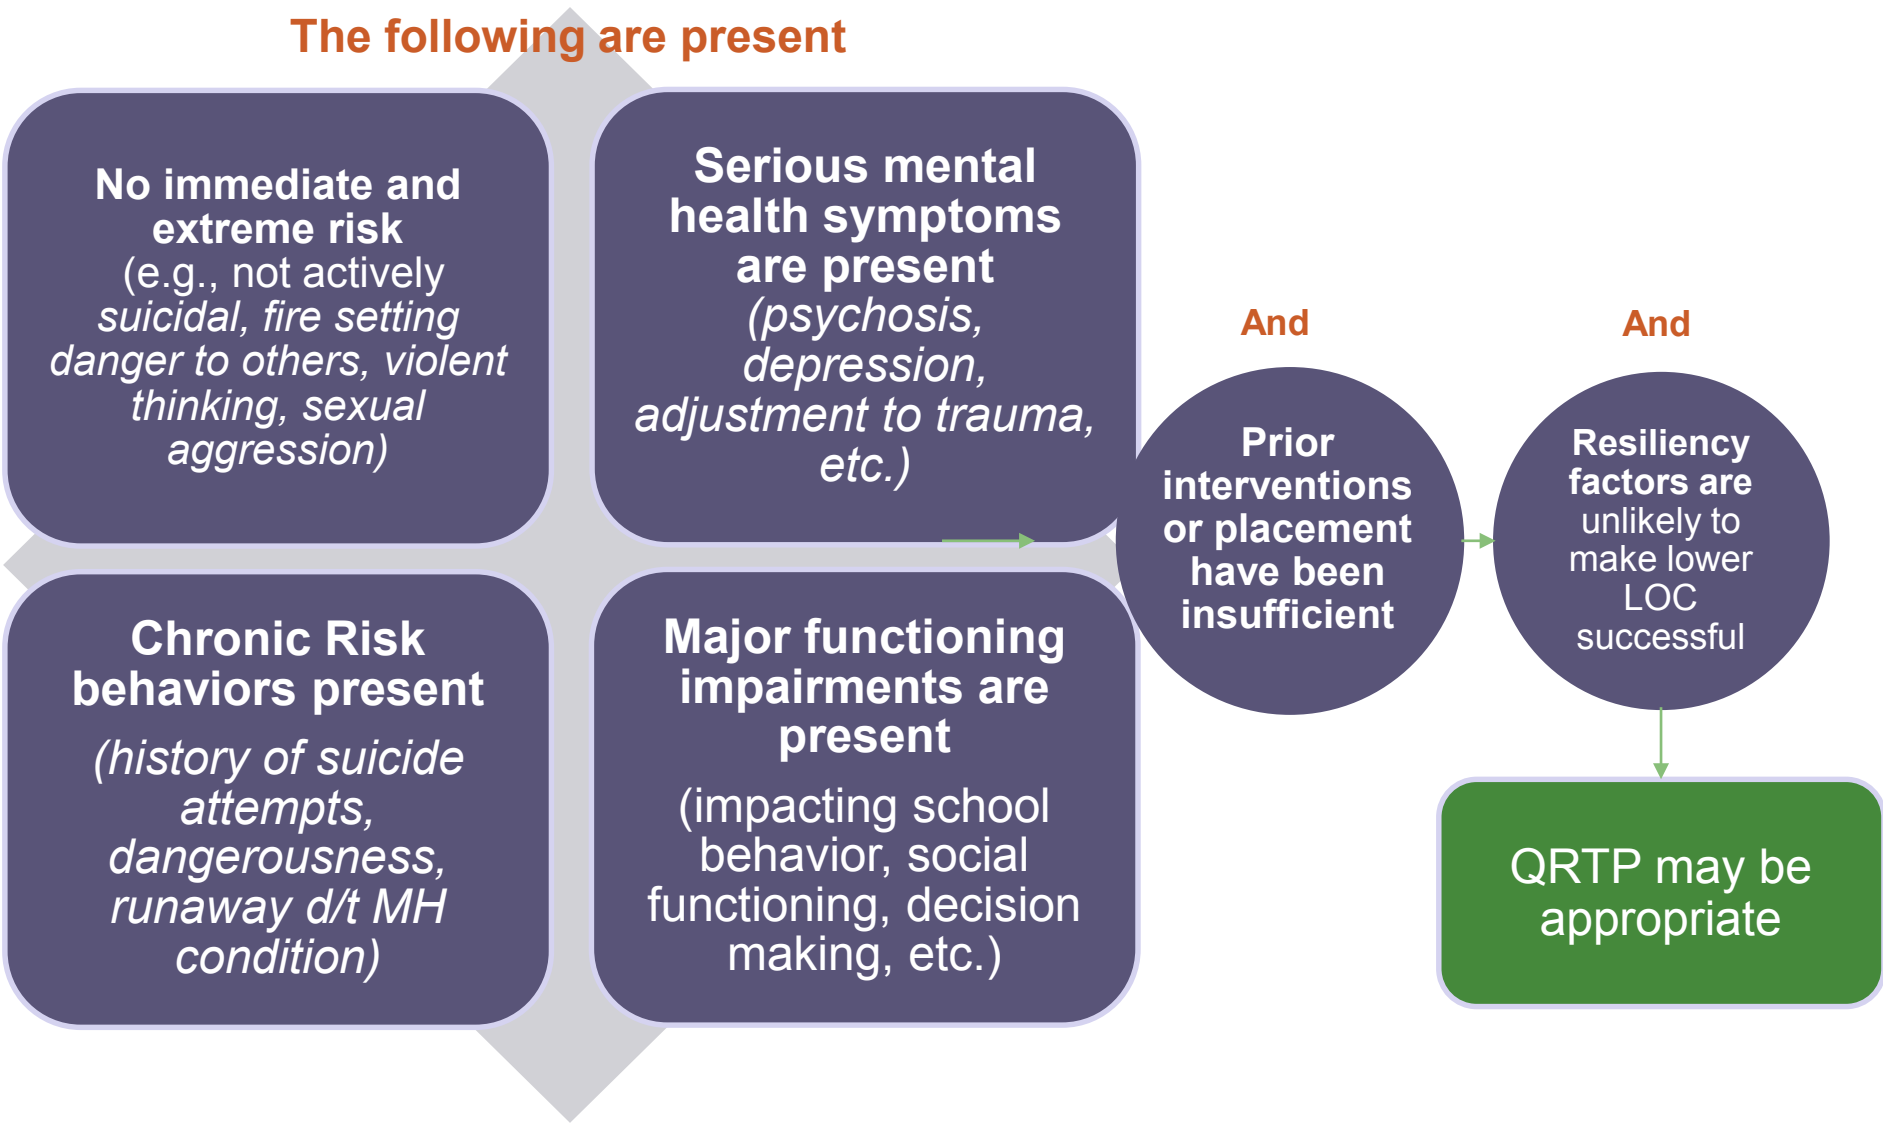 The following are present
No immediate and
extreme risk
(e.g., not actively
suicidal, fire setting
danger to others, violent
thinking, sexual
aggression)
Serious mental
health symptoms
are present
(psychosis,
depression,
adjustment to trauma,
etc.)
Chronic Risk
behaviors present
(history of suicide
attempts,
dangerousness,
runaway d/t MH
condition)
Major functioning
impairments are
present
(impacting school
behavior, social
functioning, decision
making, etc.)
And
Prior
interventions
or placement
have been
insufficient
And
Resiliency
factors are
unlikely to
make lower
LOC
successful
QRTP may be
appropriate